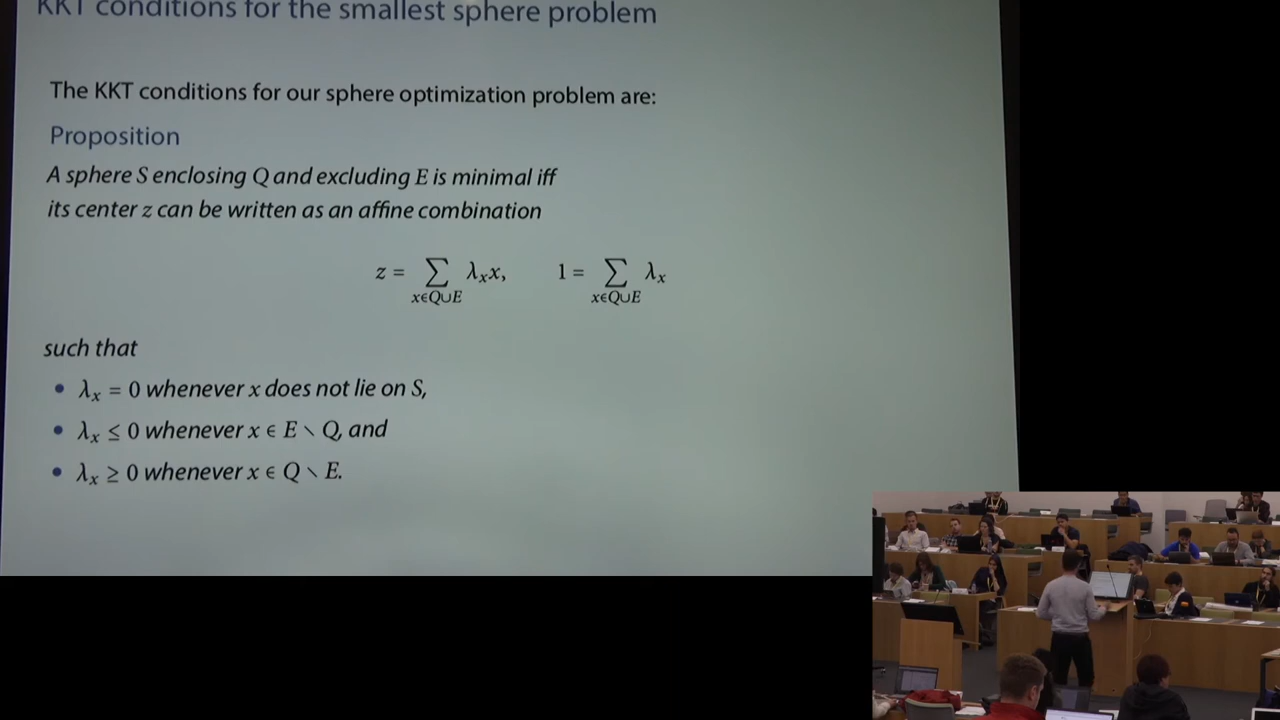 KKT conditions for the smallest sphere problem
The KKT conditions for our sphere optimization problem are:
Proposition
A sphere S enclosing Q and excluding E is minimal iff
its center z can be written as an affine combination
z = ∑ λₓx, 1 = ∑ λₓ
x∈Q∪E x∈Q∪E
such that
• λₓ = 0 whenever x does not lie on S,
• λₓ ≤ 0 whenever x ∈ E ∖ Q, and
• λₓ ≥ 0 whenever x ∈ Q ∖ E.